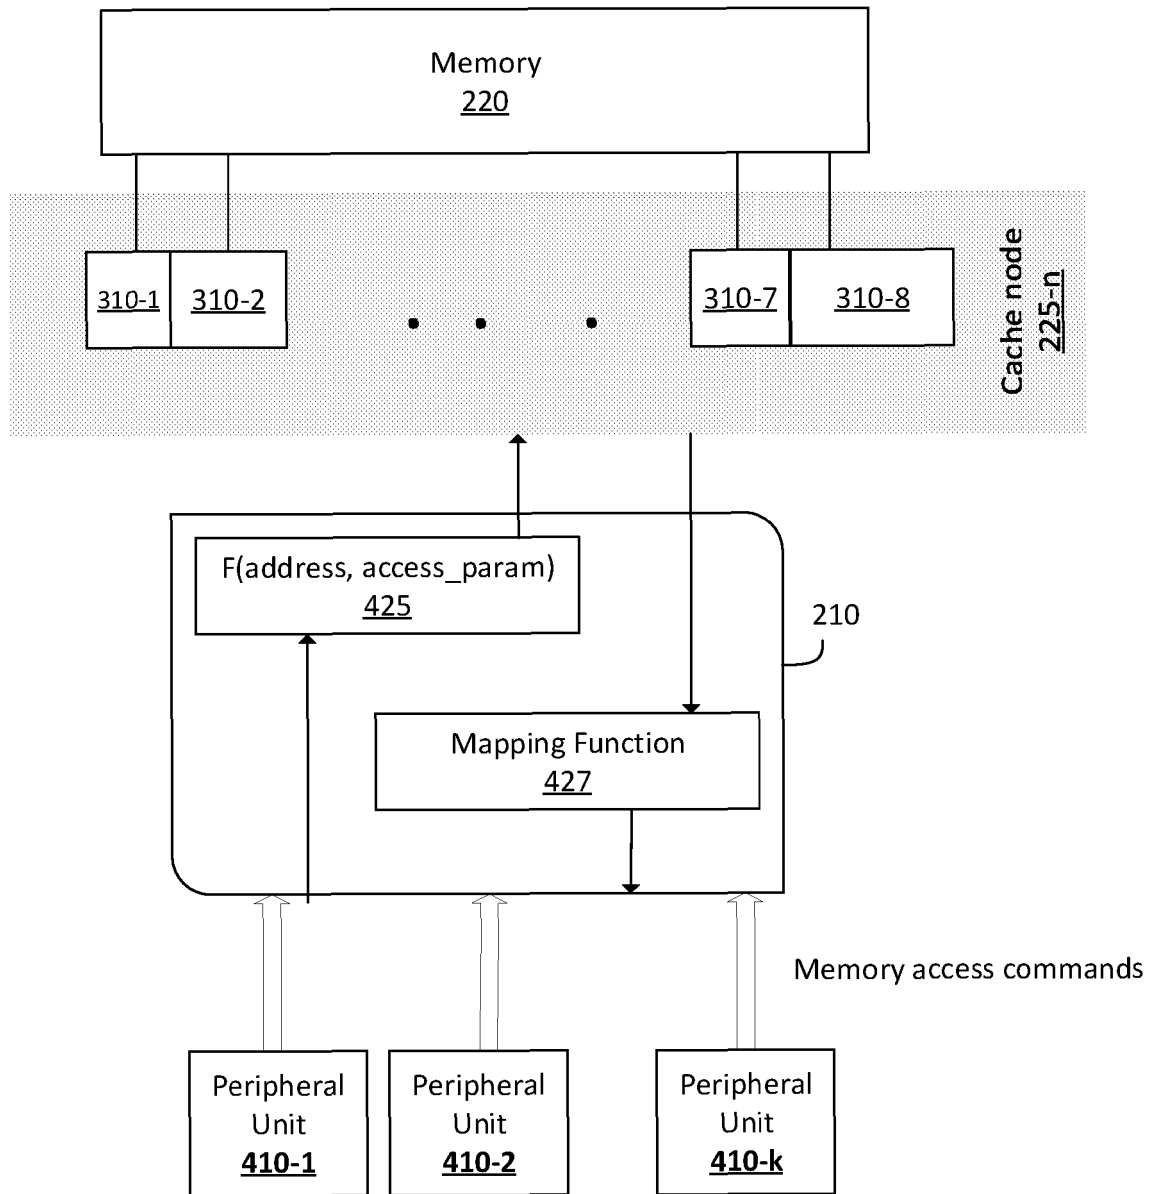 Memory
220
310-1
310-2
310-7
310-8
Cache node
225-n
F(address, access_param)
425
210
Mapping Function
427
Memory access commands
Peripheral
Unit
410-1
Peripheral
Unit
410-2
Peripheral
Unit
410-k